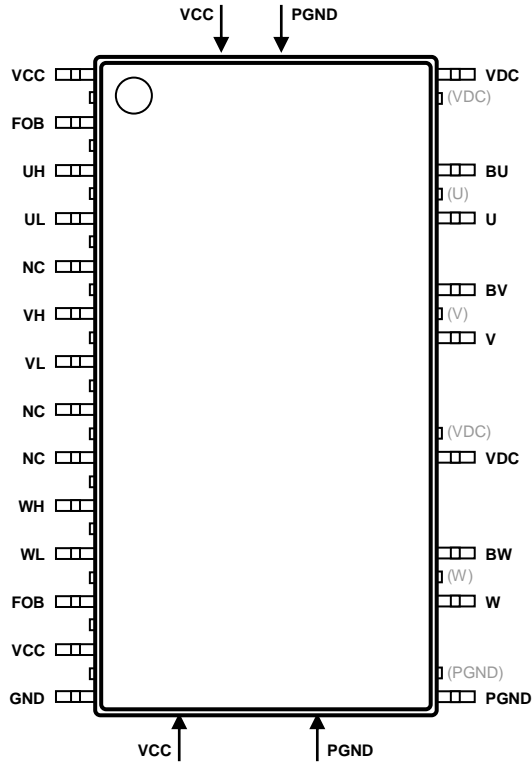 VCC PGND
VCC VDC
(VDC)
FOB
UH BU
(U)
UL U
NC
BV
VH (V)
V
VL
NC
(VDC)
NC VDC
WH
WL BW
(W)
FOB W
VCC
(PGND)
GND PGND
VCC PGND